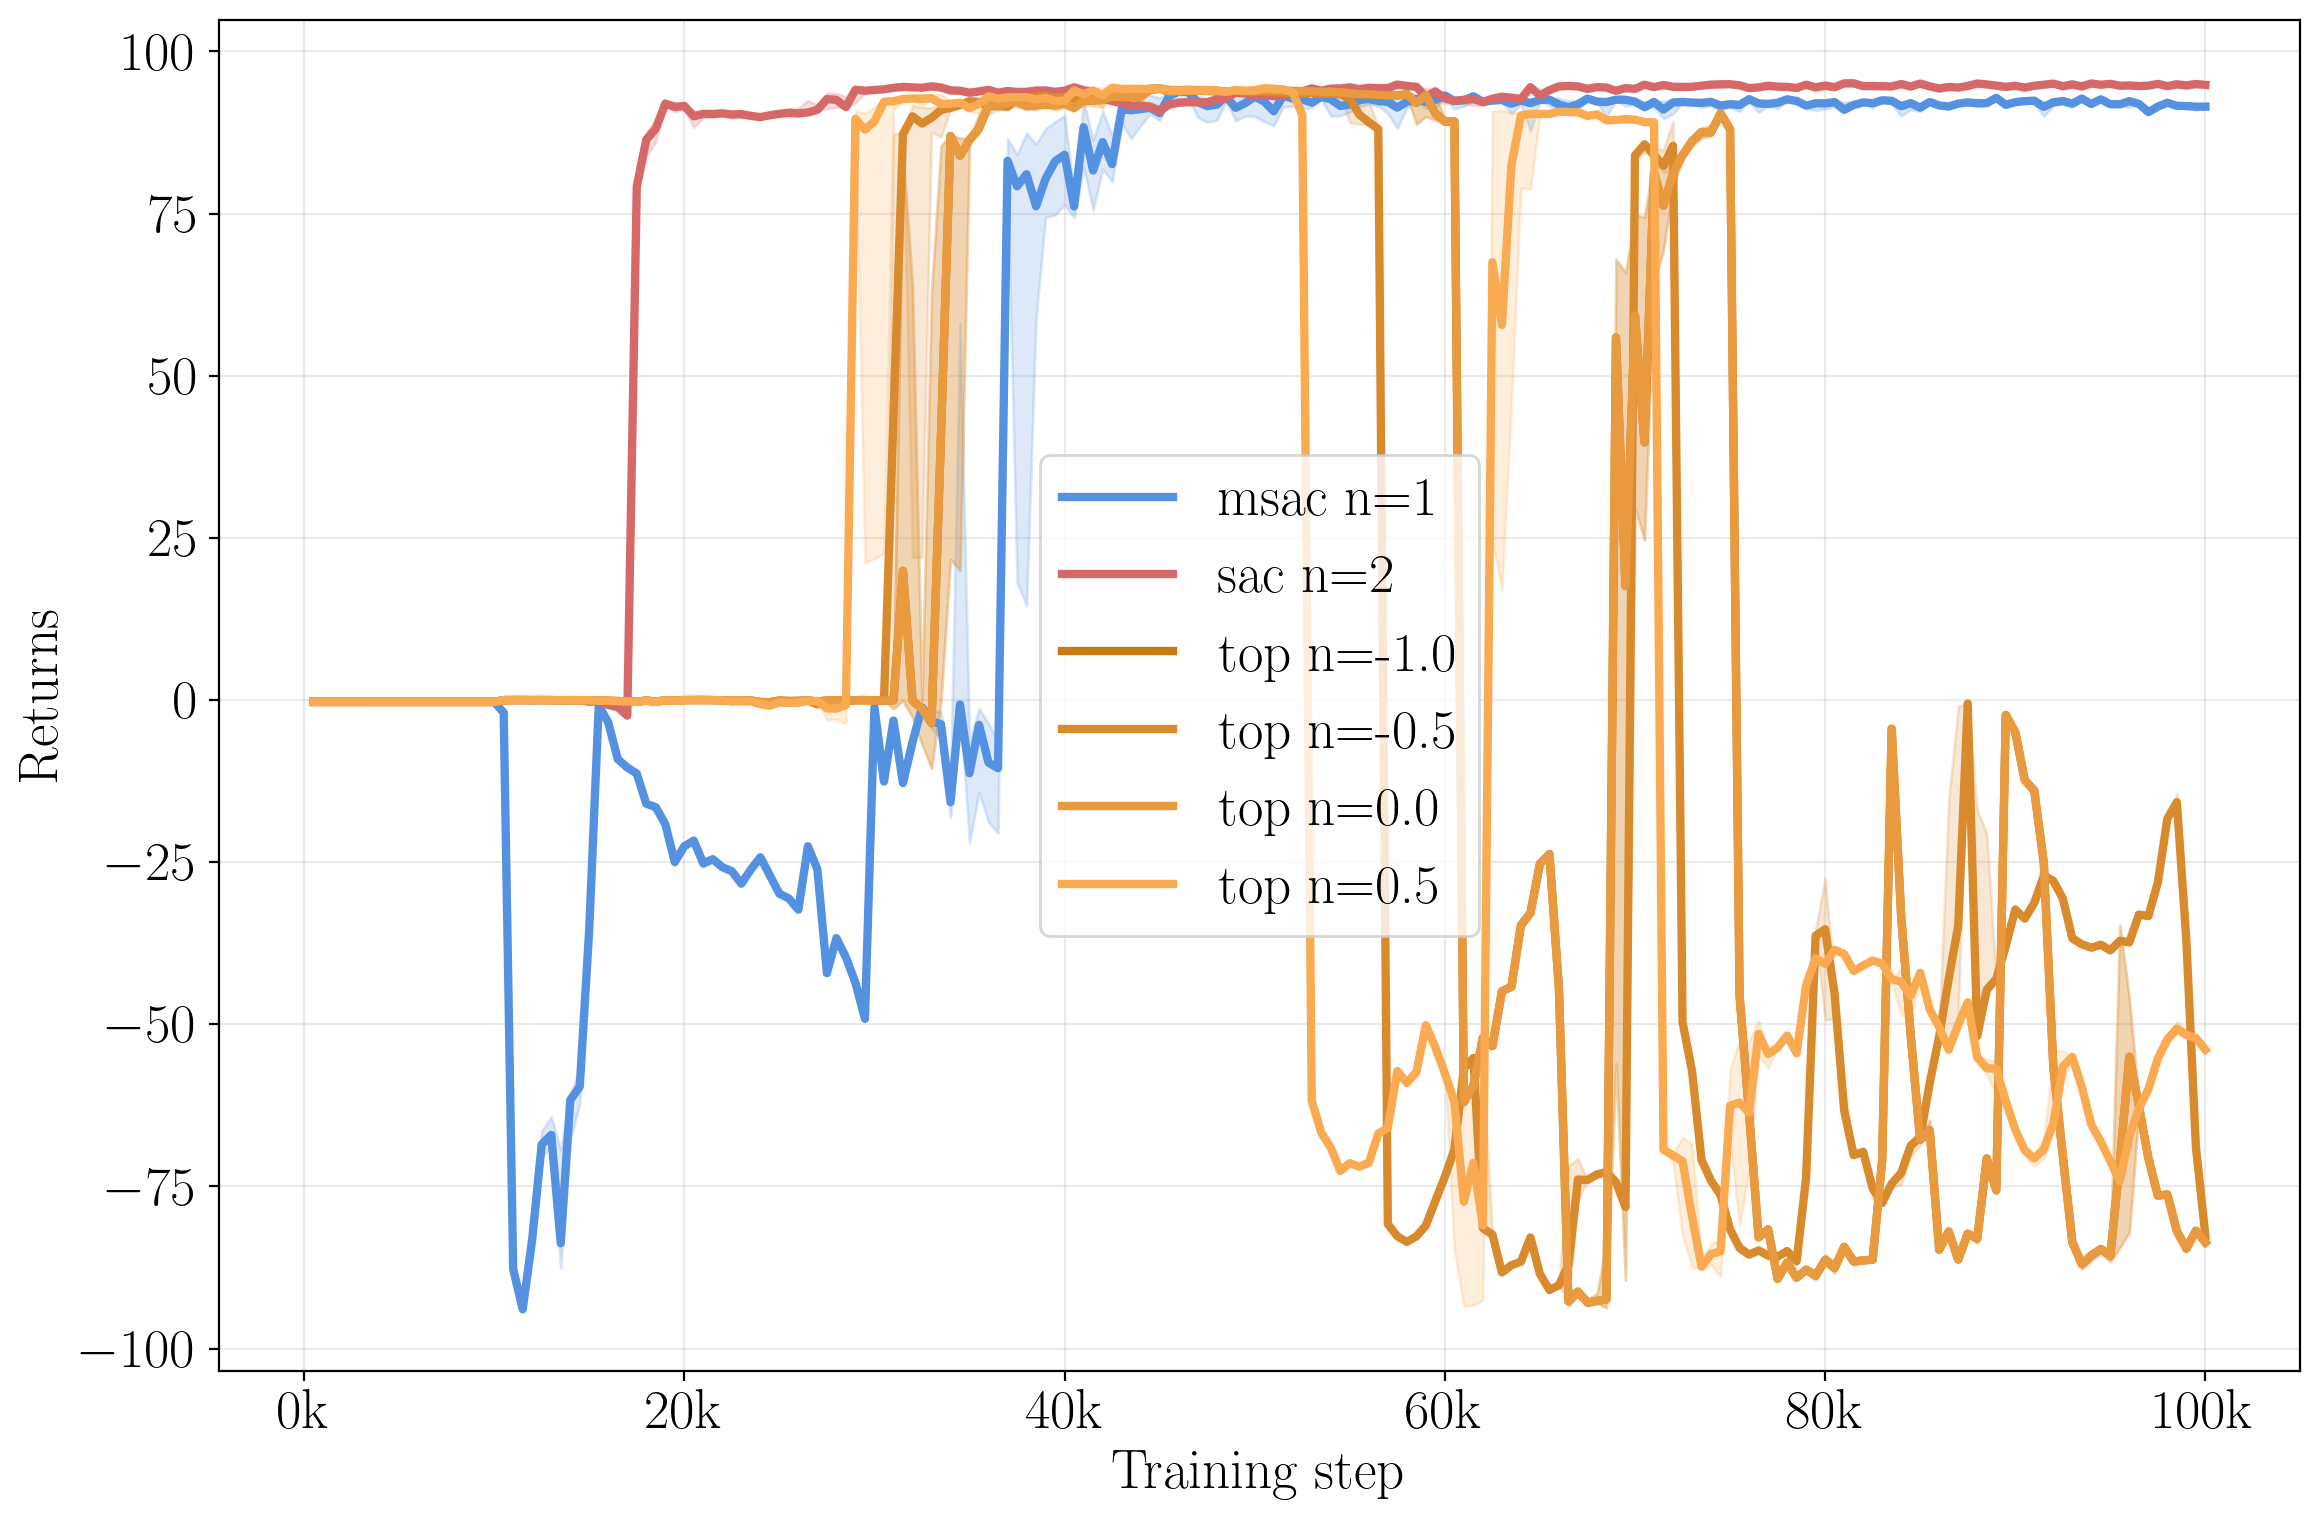 100
75
50
25
0
−25
−50
−75
−100
Returns
msac n=1
sac n=2
top n=-1.0
top n=-0.5
top n=0.0
top n=0.5
0k 20k 40k 60k 80k 100k
Training step